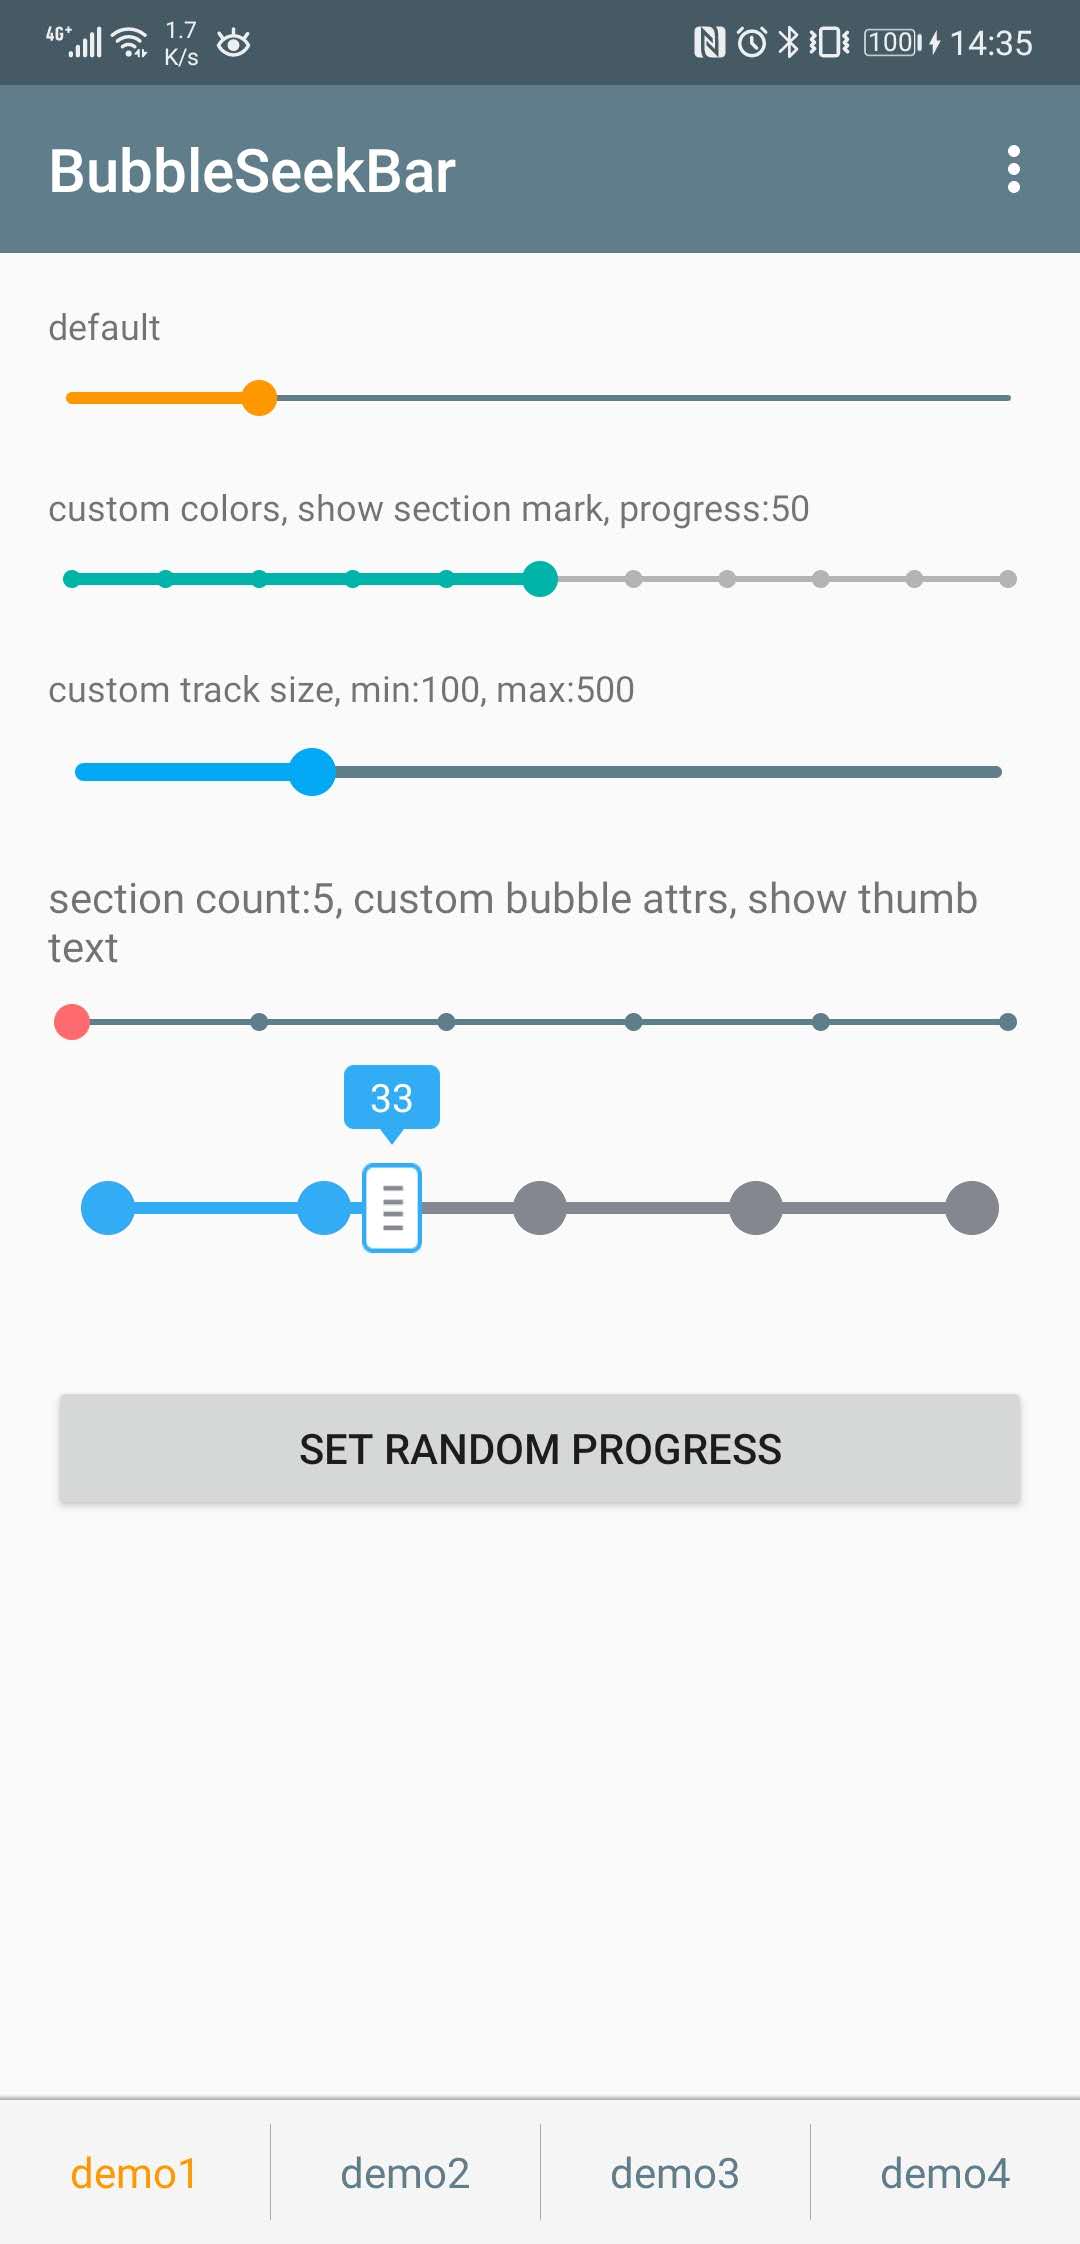 4G+ 1.7 K/s 100 14:35
BubbleSeekBar
default
custom colors, show section mark, progress:50
custom track size, min:100, max:500
section count:5, custom bubble attrs, show thumb
text
33
SET RANDOM PROGRESS
demo1 demo2 demo3 demo4